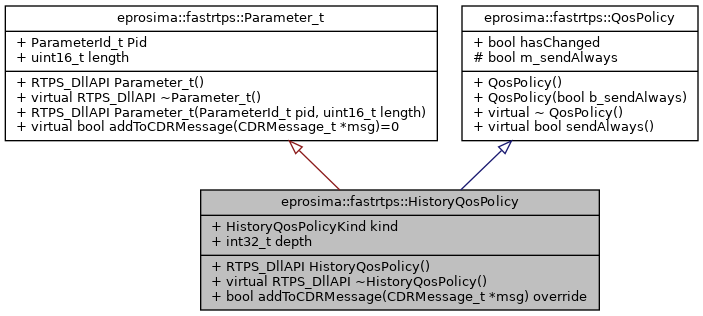 eprosima::fastrtps::Parameter_t
+ ParameterId_t Pid
+ uint16_t length
+ RTPS_DllAPI Parameter_t()
+ virtual RTPS_DllAPI ~Parameter_t()
+ RTPS_DllAPI Parameter_t(ParameterId_t pid, uint16_t length)
+ virtual bool addToCDRMessage(CDRMessage_t *msg)=0
eprosima::fastrtps::QosPolicy
+ bool hasChanged
# bool m_sendAlways
+ QosPolicy()
+ QosPolicy(bool b_sendAlways)
+ virtual ~ QosPolicy()
+ virtual bool sendAlways()
eprosima::fastrtps::HistoryQosPolicy
+ HistoryQosPolicyKind kind
+ int32_t depth
+ RTPS_DllAPI HistoryQosPolicy()
+ virtual RTPS_DllAPI ~HistoryQosPolicy()
+ bool addToCDRMessage(CDRMessage_t *msg) override